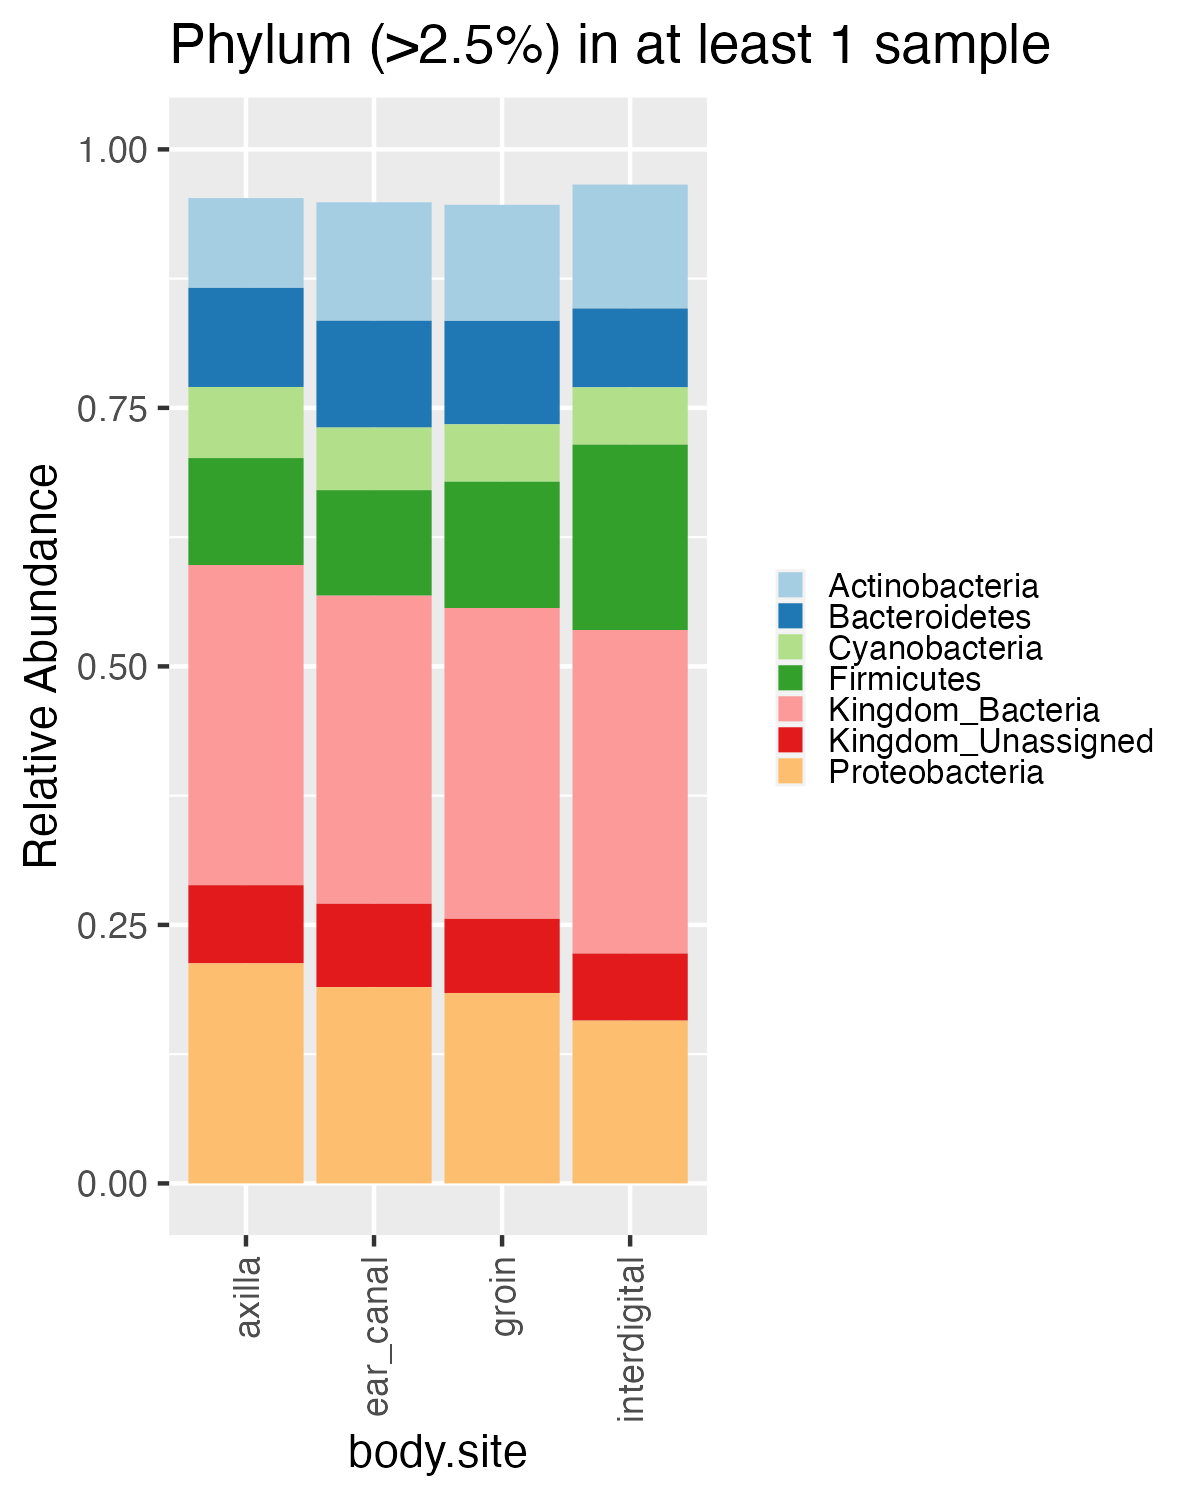 Phylum (>2.5%) in at least 1 sample
1.00
0.75
0.50
0.25
0.00
Relative Abundance
axilla
ear_canal
groin
interdigital
body.site
Actinobacteria
Bacteroidetes
Cyanobacteria
Firmicutes
Kingdom_Bacteria
Kingdom_Unassigned
Proteobacteria